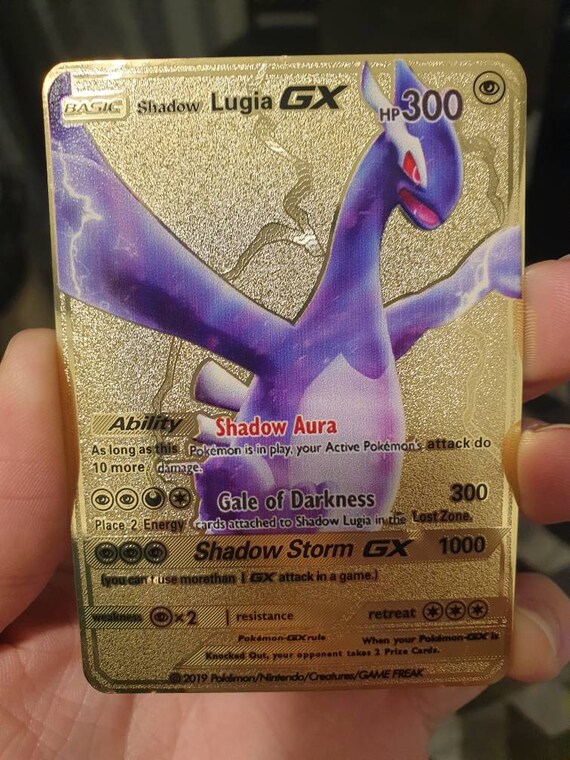 BASIC Shadow Lugia GX HP300
Ability Shadow Aura
As long as this Pokémon is in play, your Active Pokémon's attack do
10 more damage.
Gale of Darkness 300
Place 2 Energy cards attached to Shadow Lugia in the Lost Zone.
Shadow Storm GX 1000
(you can t use morethan 1 GX attack in a game.)
weakness ×2 resistance retreat
Pokémon-GX rule When your Pokémon-GX is
Knocked Out, your opponent takes 2 Prize Cards.
©2019 Pokémon/Nintendo/Creatures/GAME FREAK